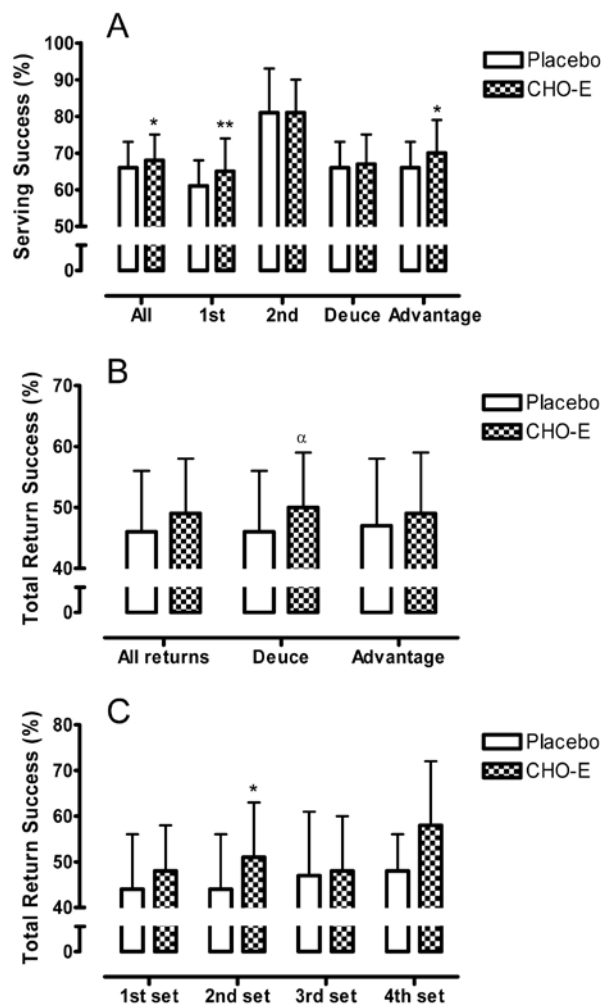 A
Serving Success (%)
100
90
80
70
60
50
0
*
**
*
All 1st 2nd Deuce Advantage
Placebo
CHO-E
B
Total Return Success (%)
70
60
50
40
0
α
All returns Deuce Advantage
Placebo
CHO-E
C
Total Return Success (%)
80
70
60
50
40
0
*
1st set 2nd set 3rd set 4th set
Placebo
CHO-E